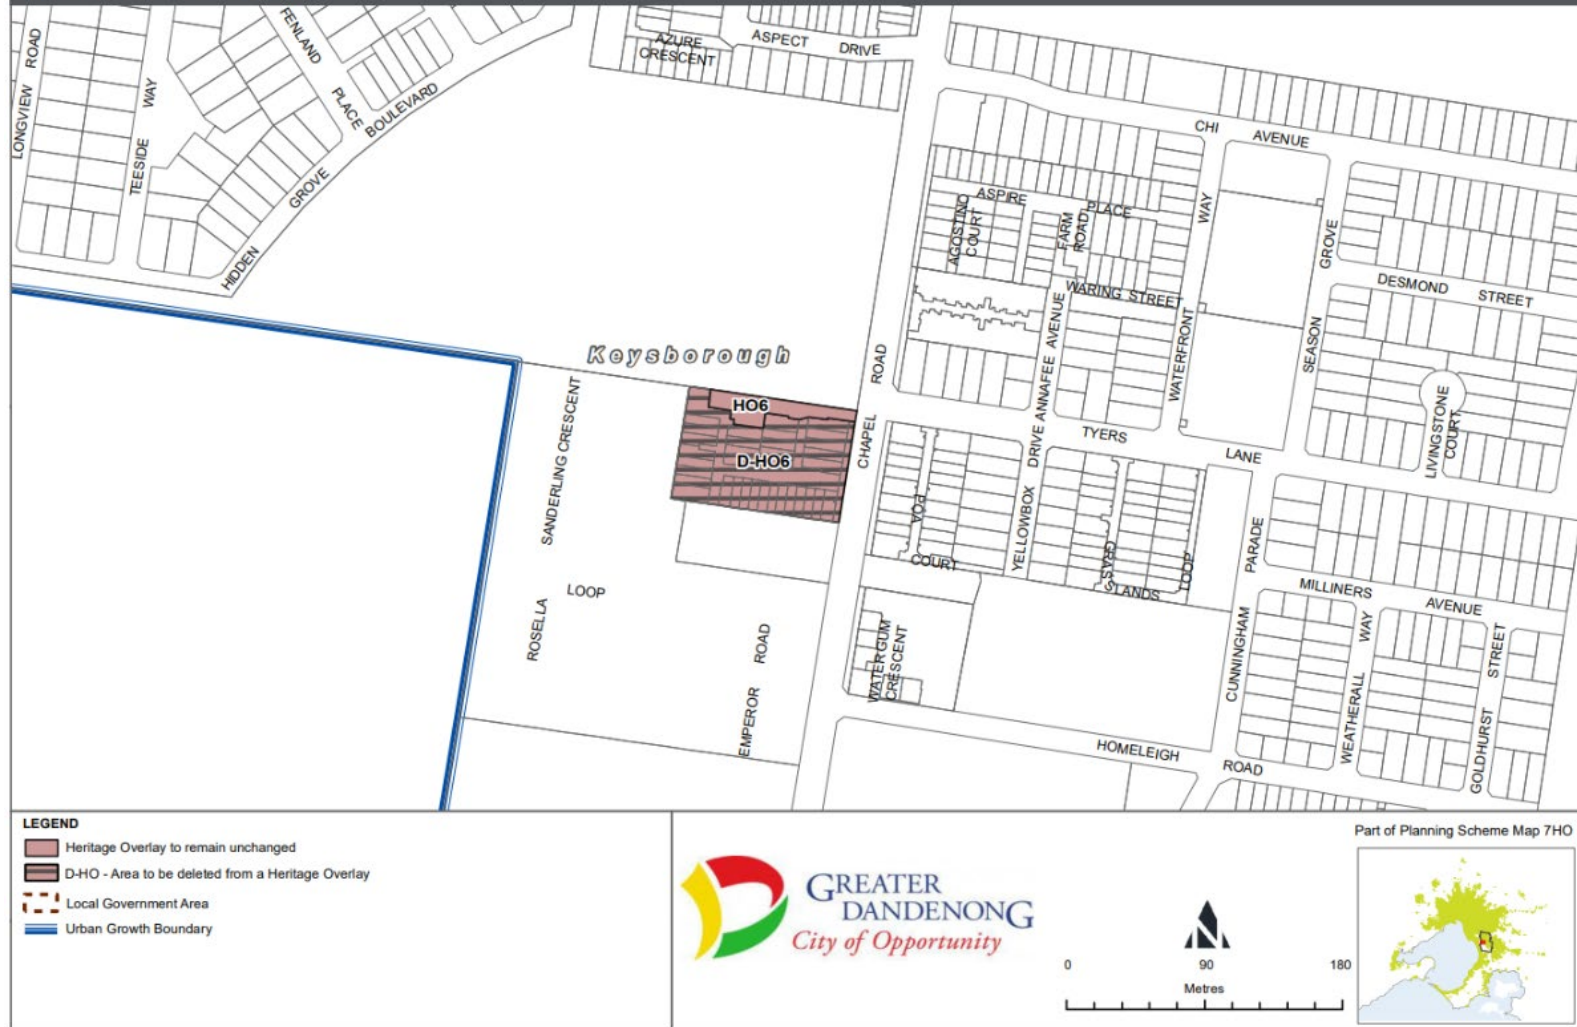 LONGVIEW ROAD
TEESIDE WAY
FENLAND PLACE
HIDDEN GROVE BOULEVARD
AZURE
CRESCENT
ASPECT DRIVE
CHI AVENUE
ASPIRE PLACE
AGOSTINO
COURT
FARM
ROAD
WARING STREET
WATERFRONT WAY
SEASON GROVE
DESMOND STREET
Keysborough
HO6
D-HO6
CHAPEL ROAD
ANNAFEE AVENUE
TYERS LANE
LIVINGSTONE
COURT
SANDERLING CRESCENT
ROSELLA LOOP
EMPEROR ROAD
POA COURT
YELLOWBOX DRIVE
GRASSLANDS LOOP
WATER GUM
CRESCENT
CUNNINGHAM PARADE
MILLINERS AVENUE
WEATHERALL WAY
GOLDHURST STREET
HOMELEIGH ROAD
LEGEND
Heritage Overlay to remain unchanged
D-HO - Area to be deleted from a Heritage Overlay
Local Government Area
Urban Growth Boundary
GREATER
DANDENONG
City of Opportunity
N
0 90 180
Metres
Part of Planning Scheme Map 7HO